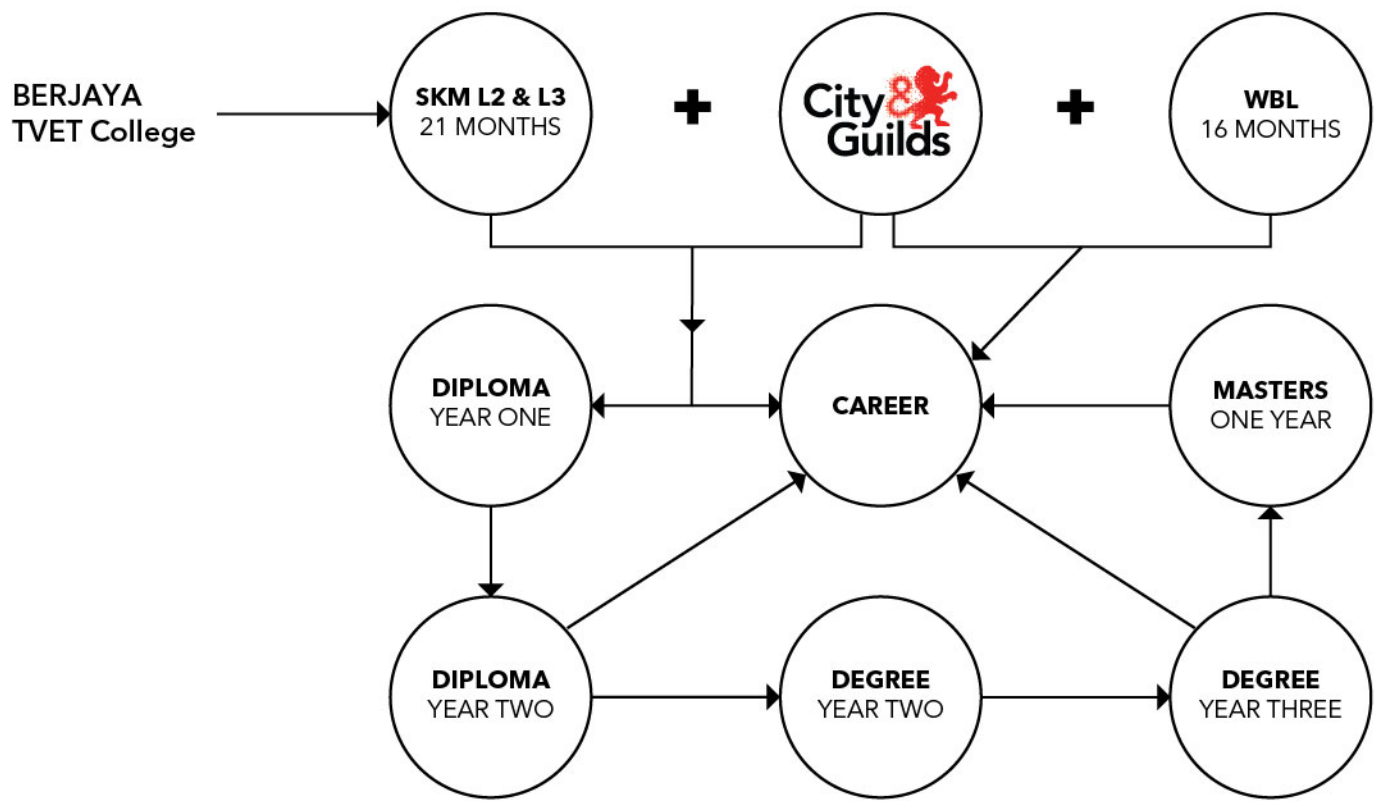 BERJAYA
TVET College
SKM L2 & L3
21 MONTHS
+
City &
Guilds
+
WBL
16 MONTHS
DIPLOMA
YEAR ONE
CAREER
MASTERS
ONE YEAR
DIPLOMA
YEAR TWO
DEGREE
YEAR TWO
DEGREE
YEAR THREE